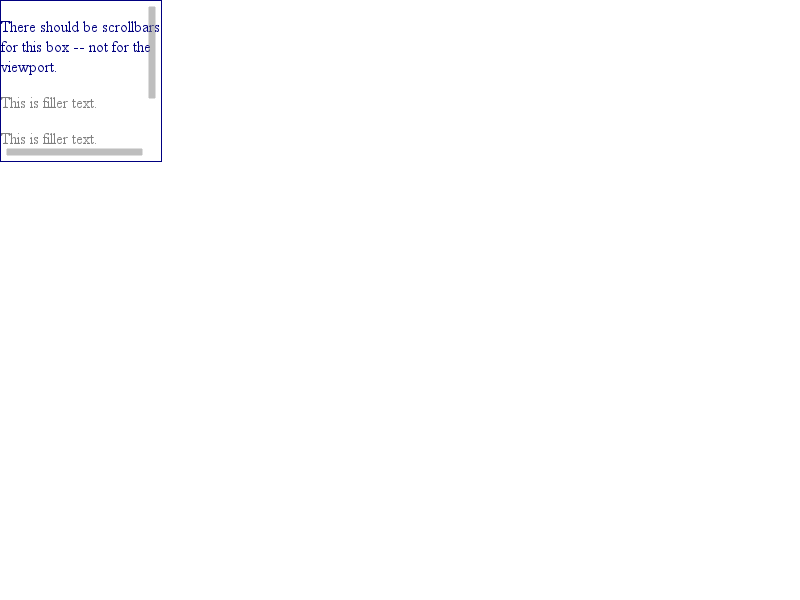 There should be scrollbars
for this box -- not for the
viewport.
This is filler text.
This is filler text.